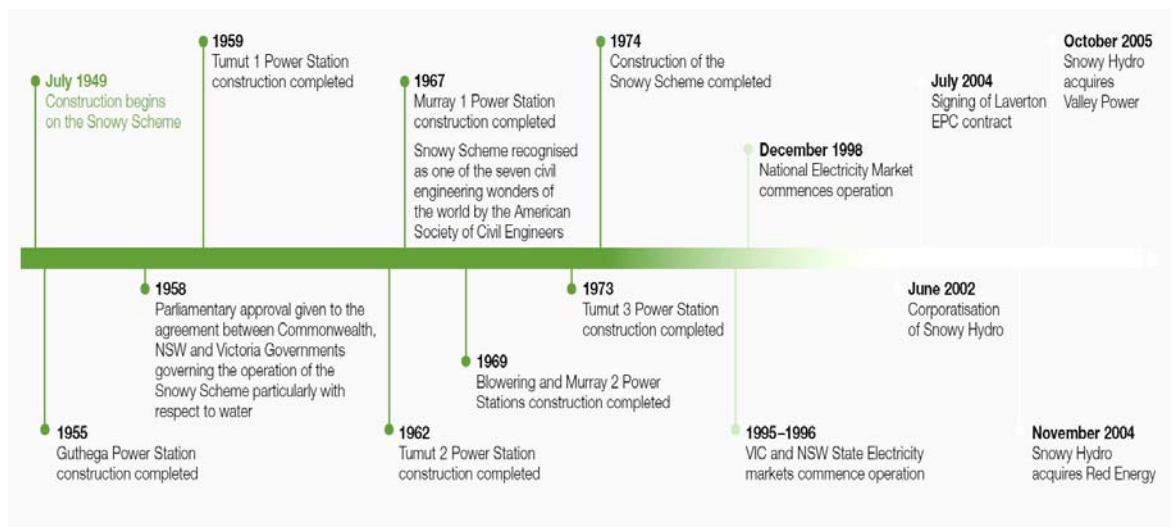 July 1949
Construction begins
on the Snowy Scheme
1959
Tumut 1 Power Station
construction completed
1967
Murray 1 Power Station
construction completed
Snowy Scheme recognised
as one of the seven civil
engineering wonders of
the world by the American
Society of Civil Engineers
1974
Construction of the
Snowy Scheme completed
December 1998
National Electricity Market
commences operation
July 2004
Signing of Laverton
EPC contract
October 2005
Snowy Hydro
acquires
Valley Power
1955
Guthega Power Station
construction completed
1958
Parliamentary approval given to the
agreement between Commonwealth,
NSW and Victoria Governments
governing the operation of the
Snowy Scheme particularly with
respect to water
1962
Tumut 2 Power Station
construction completed
1969
Blowering and Murray 2 Power
Stations construction completed
1973
Tumut 3 Power Station
construction completed
1995–1996
VIC and NSW State Electricity
markets commence operation
June 2002
Corporatisation
of Snowy Hydro
November 2004
Snowy Hydro
acquires Red Energy